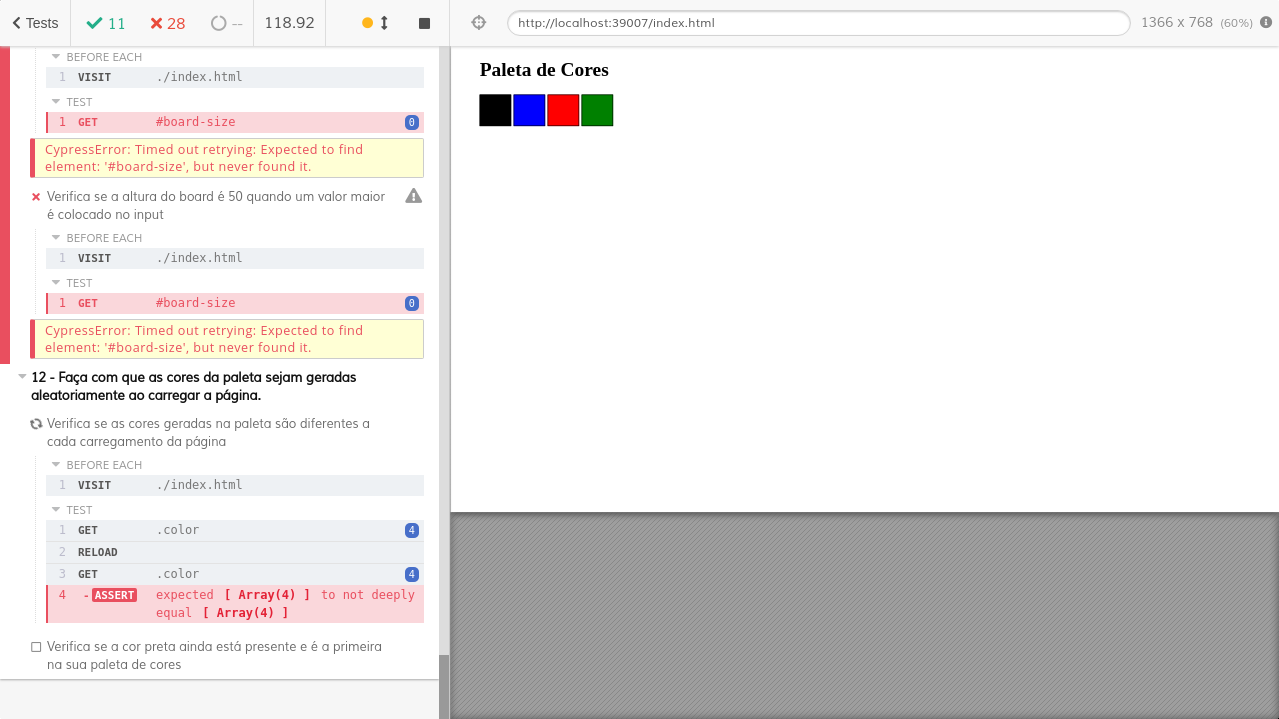 Tests 11 28 -- 118.92 http://localhost:39007/index.html 1366 x 768 (60%)
BEFORE EACH
1 VISIT ./index.html
TEST
1 GET #board-size 0
CypressError: Timed out retrying: Expected to find
element: '#board-size', but never found it.
Verifica se a altura do board é 50 quando um valor maior
é colocado no input
BEFORE EACH
1 VISIT ./index.html
TEST
1 GET #board-size 0
CypressError: Timed out retrying: Expected to find
element: '#board-size', but never found it.
12 - Faça com que as cores da paleta sejam geradas
aleatoriamente ao carregar a página.
Verifica se as cores geradas na paleta são diferentes a
cada carregamento da página
BEFORE EACH
1 VISIT ./index.html
TEST
1 GET .color 4
2 RELOAD
3 GET .color 4
4 -ASSERT expected [ Array(4) ] to not deeply
equal [ Array(4) ]
Verifica se a cor preta ainda está presente e é a primeira
na sua paleta de cores
Paleta de Cores